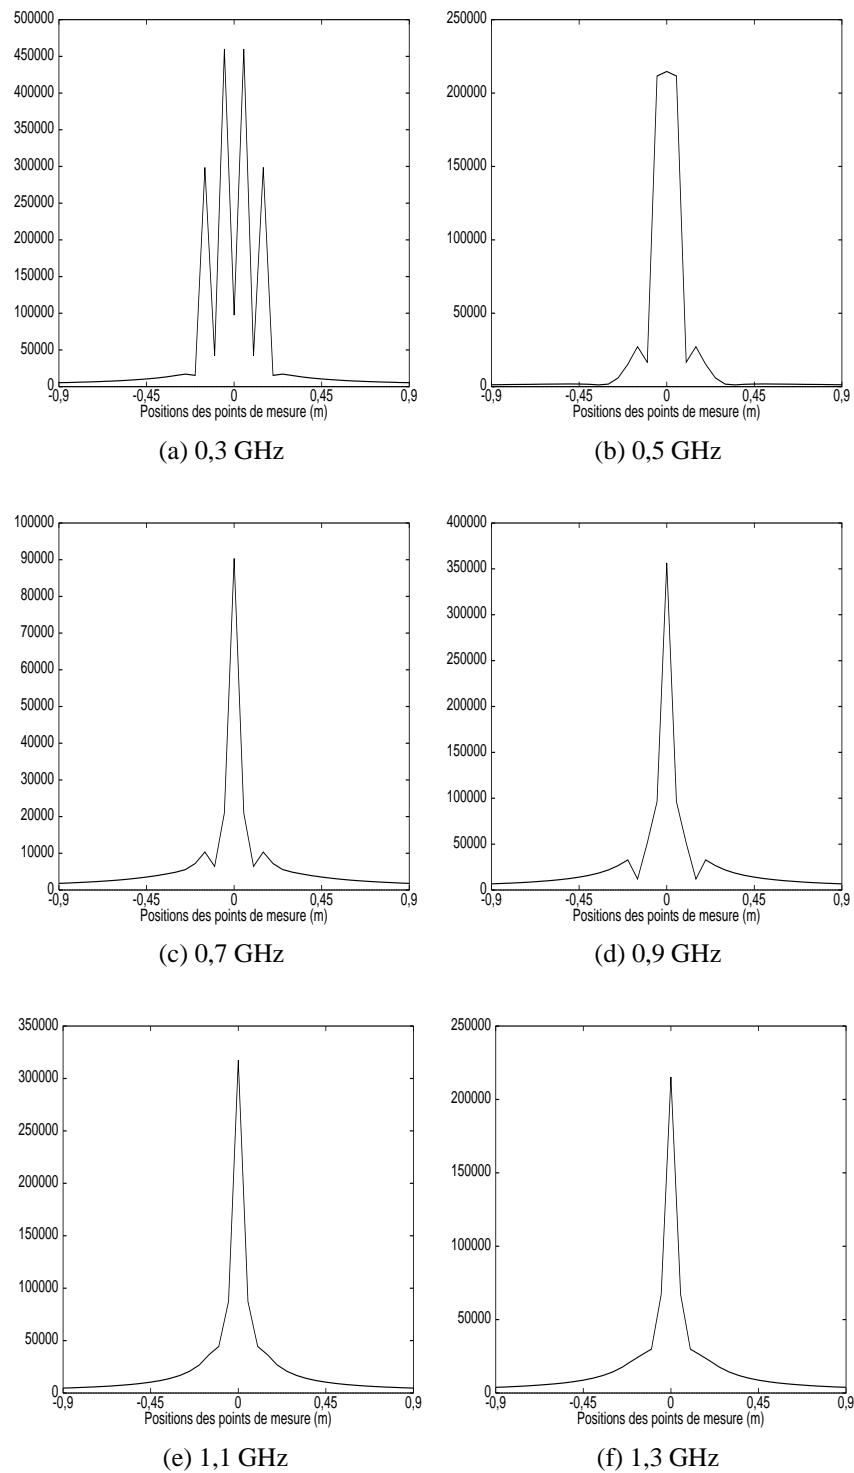 500000
450000
400000
350000
300000
250000
200000
150000
100000
50000
0
-0,9 -0,45 0 0,45 0,9
Positions des points de mesure (m)
(a) 0,3 GHz
250000
200000
150000
100000
50000
0
-0,9 -0,45 0 0,45 0,9
Positions des points de mesure (m)
(b) 0,5 GHz
100000
90000
80000
70000
60000
50000
40000
30000
20000
10000
0
-0,9 -0,45 0 0,45 0,9
Positions des points de mesure (m)
(c) 0,7 GHz
400000
350000
300000
250000
200000
150000
100000
50000
0
-0,9 -0,45 0 0,45 0,9
Positions des points de mesure (m)
(d) 0,9 GHz
350000
300000
250000
200000
150000
100000
50000
0
-0,9 -0,45 0 0,45 0,9
Positions des points de mesure (m)
(e) 1,1 GHz
250000
200000
150000
100000
50000
0
-0,9 -0,45 0 0,45 0,9
Positions des points de mesure (m)
(f) 1,3 GHz